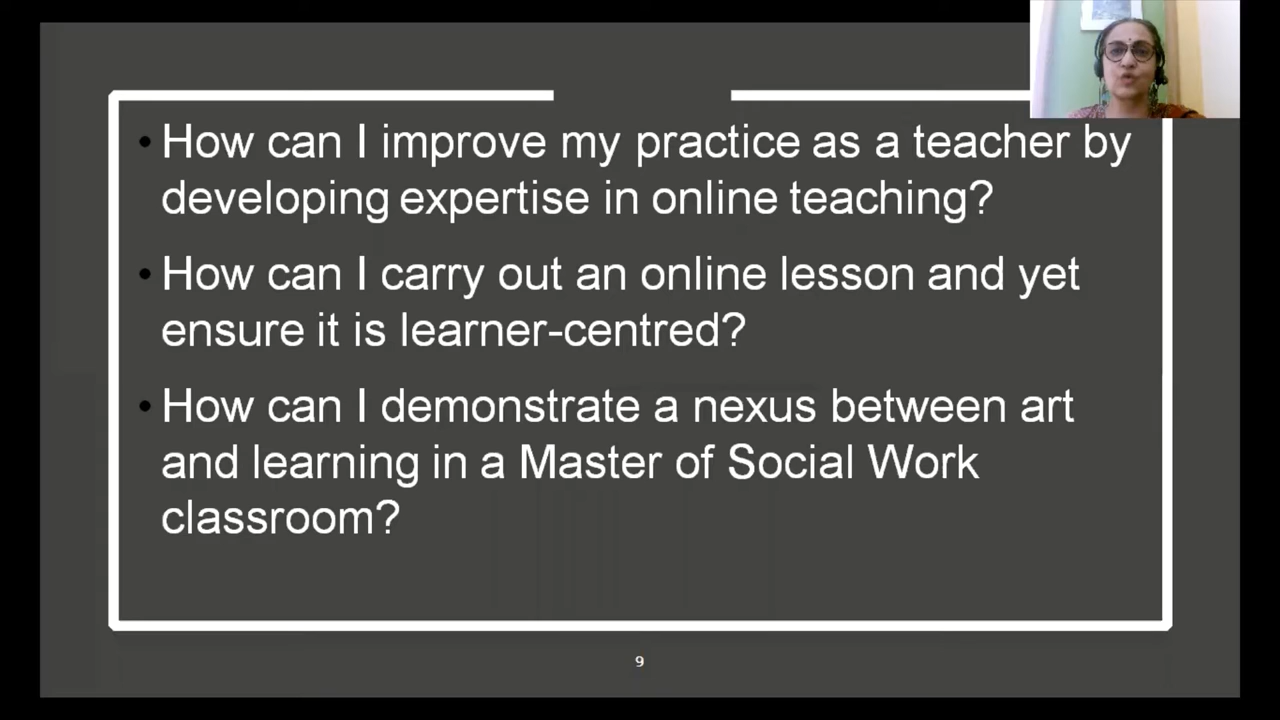 • How can I improve my practice as a teacher by
developing expertise in online teaching?
• How can I carry out an online lesson and yet
ensure it is learner-centred?
• How can I demonstrate a nexus between art
and learning in a Master of Social Work
classroom?
9